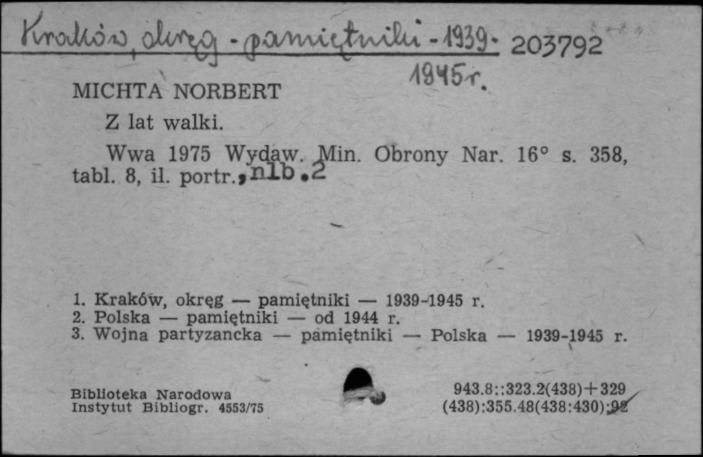 Kraków, okręg - pamiętniki - 1939- 203792
1945 r.
MICHTA NORBERT
Z lat walki.
Wwa 1975 Wydaw. Min. Obrony Nar. 16° s. 358,
tabl. 8, il. portr., nlb.2
1. Kraków, okręg — pamiętniki — 1939-1945 r.
2. Polska — pamiętniki — od 1944 r.
3. Wojna partyzancka — pamiętniki — Polska — 1939-1945 r.
Biblioteka Narodowa 943.8::323.2(438)+329
Instytut Bibliogr. 4553/75 (438):355.48(438:430):92